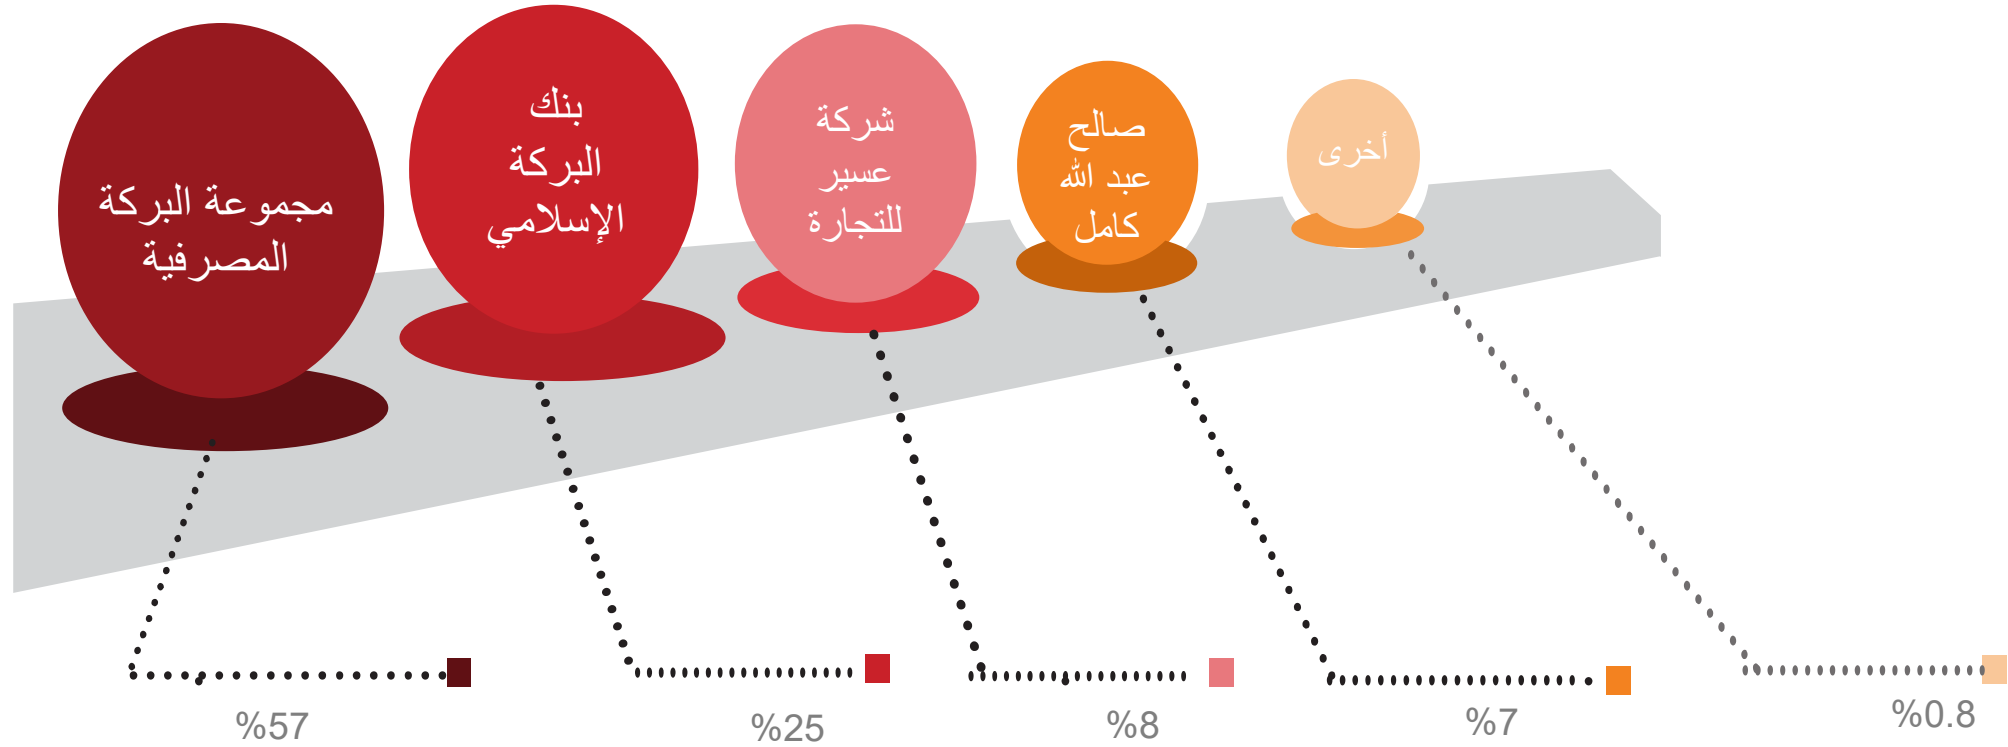 مجموعة البركة
المصرفية
بنك
البركة
الإسلامي
شركة
عسير
للتجارة
صالح
عبد الله
كامل
أخرى
%57
%25
%8
%7
%0.8